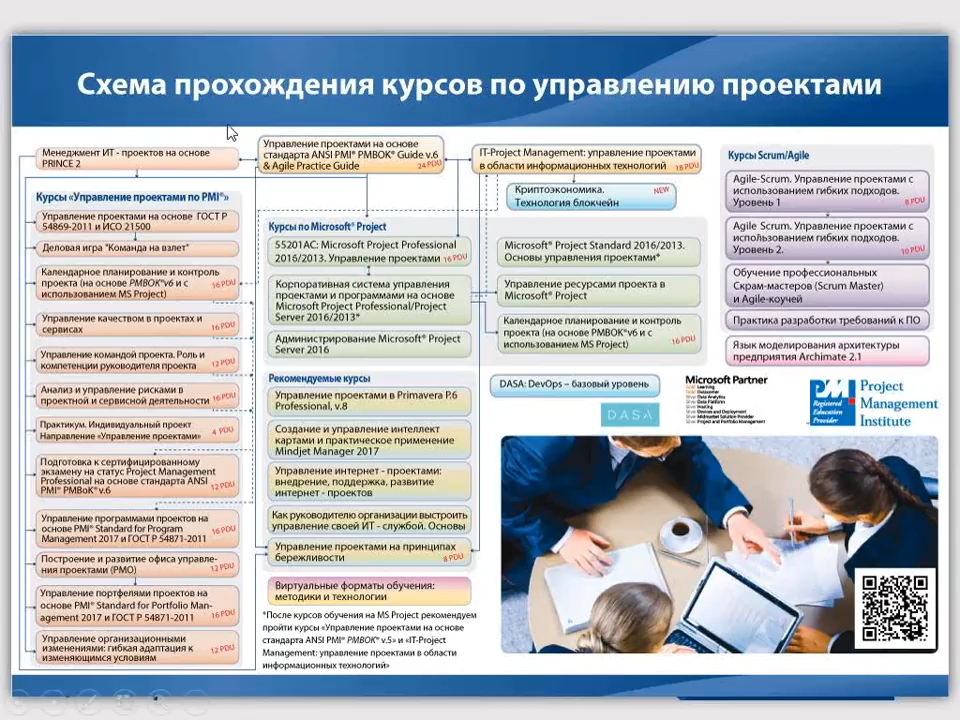 Схема прохождения курсов по управлению проектами
Менеджмент ИТ - проектов на основе
PRINCE 2
Управление проектами на основе
стандарта ANSI PMI® PMBOK® Guide v.6
& Agile Practice Guide 24 PDU
IT-Project Management: управление проектами
в области информационных технологий 18 PDU
Криптоэкономика. NEW
Технология блокчейн
Курсы «Управление проектами по PMI®»
Управление проектами на основе ГОСТ Р
54869-2011 и ИСО 21500
Деловая игра "Команда на взлет"
Календарное планирование и контроль
проекта (на основе PMBOK®v6 и с 16 PDU
использованием MS Project)
Управление качеством в проектах и
сервисах 16 PDU
Управление командой проекта. Роль и
компетенции руководителя проекта 12 PDU
Анализ и управление рисками в
проектной и сервисной деятельности 16 PDU
Практикум. Индивидуальный проект
Направление «Управление проектами» 4 PDU
Подготовка к сертифицированному
экзамену на статус Project Management
Professional на основе стандарта ANSI
PMI® PMBoK® v.6 12 PDU
Управление программами проектов на
основе PMI® Standard for Program
Management 2017 и ГОСТ Р 54871-2011 16 PDU
Построение и развитие офиса управле-
ния проектами (PMO) 12 PDU
Управление портфелями проектов на
основе PMI® Standard for Portfolio Man-
agement 2017 и ГОСТ Р 54871-2011 16 PDU
Управление организационными
изменениями: гибкая адаптация к
изменяющимся условиям 12 PDU
Курсы по Microsoft® Project
55201AC: Microsoft Project Professional
2016/2013. Управление проектами 16 PDU
Корпоративная система управления
проектами и программами на основе
Microsoft Project Professional/Project
Server 2016/2013*
Администрирование Microsoft® Project
Server 2016
Microsoft® Project Standard 2016/2013.
Основы управления проектами*
Управление ресурсами проекта в
Microsoft® Project
Календарное планирование и контроль
проекта (на основе PMBOK®v6 и с
использованием MS Project) 16 PDU
Рекомендуемые курсы
Управление проектами в Primavera P.6
Professional, v.8
Создание и управление интеллект
картами и практическое применение
Mindjet Manager 2017
Управление интернет - проектами:
внедрение, поддержка, развитие
интернет - проектов
Как руководителю организации выстроить
управление своей ИТ - службой. Основы
Управление проектами на принципах
бережливости 8 PDU
Виртуальные форматы обучения:
методики и технологии
*После курсов обучения на MS Project рекомендуем
пройти курсы «Управление проектами на основе
стандарта ANSI PMI® PMBOK® v.5» и «IT-Project
Management: управление проектами в области
информационных технологий»
Курсы Scrum/Agile
Agile-Scrum. Управление проектами с
использованием гибких подходов.
Уровень 1 8 PDU
Agile Scrum. Управление проектами с
использованием гибких подходов.
Уровень 2. 10 PDU
Обучение профессиональных
Скрам-мастеров (Scrum Master)
и Agile-коучей
Практика разработки требований к ПО
Язык моделирования архитектуры
предприятия Archimate 2.1
DASA: DevOps – базовый уровень
DASA
Microsoft Partner
PMI
Registered
Education
Provider
Project
Management
Institute